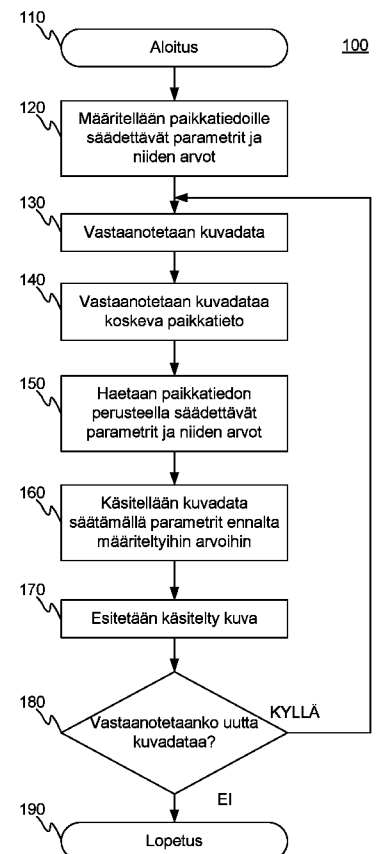 110
Aloitus
100
120
Määritellään paikkatiedoille
säädettävät parametrit ja
niiden arvot
130
Vastaanotetaan kuvadata
140
Vastaanotetaan kuvadataa
koskeva paikkatieto
150
Haetaan paikkatiedon
perusteella säädettävät
parametrit ja niiden arvot
160
Käsitellään kuvadata
säätämällä parametrit ennalta
määriteltyihin arvoihin
170
Esitetään käsitelty kuva
180
Vastaanotetaanko uutta
kuvadataa?
KYLLÄ
EI
190
Lopetus